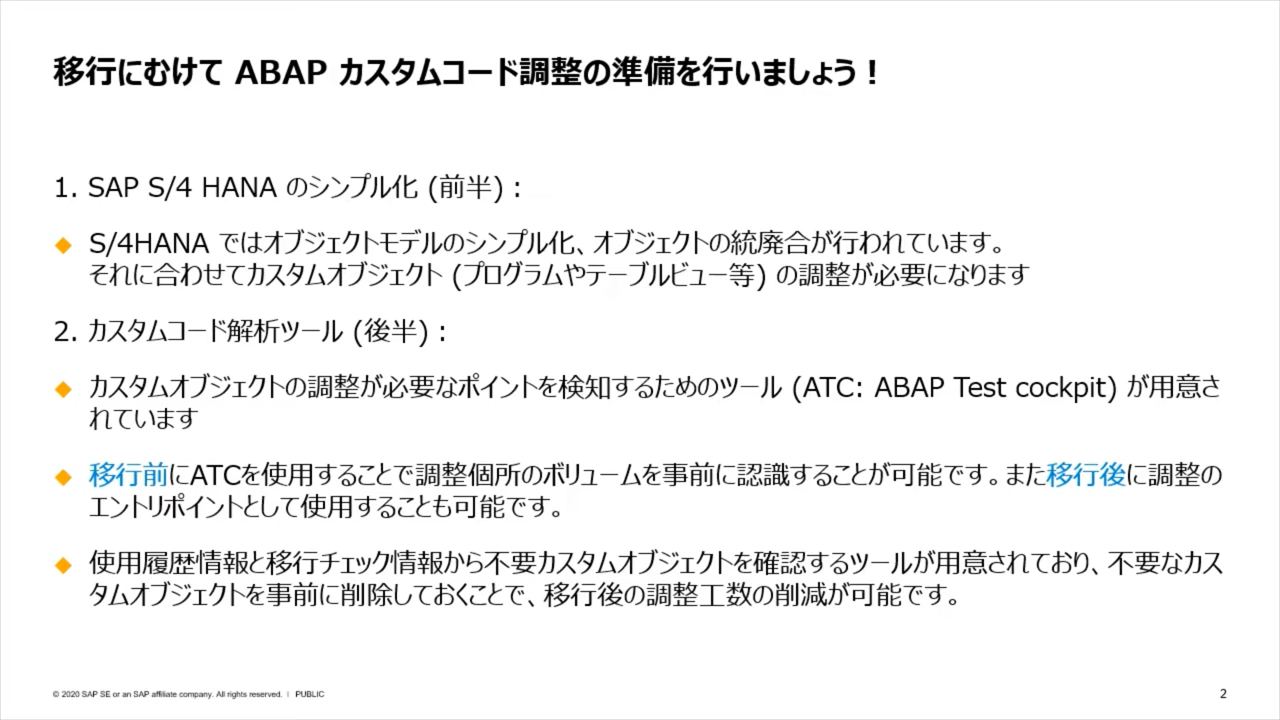 移行にむけて ABAP カスタムコード調整の準備を行いましょう！
1. SAP S/4 HANA のシンプル化 (前半)：
◆ S/4HANA ではオブジェクトモデルのシンプル化、オブジェクトの統廃合が行われています。
それに合わせてカスタムオブジェクト (プログラムやテーブルビュー等) の調整が必要になります
2. カスタムコード解析ツール (後半)：
◆ カスタムオブジェクトの調整が必要なポイントを検知するためのツール (ATC: ABAP Test cockpit) が用意さ
れています
◆ 移行前にATCを使用することで調整個所のボリュームを事前に認識することが可能です。また移行後に調整の
エントリポイントとして使用することも可能です。
◆ 使用履歴情報と移行チェック情報から不要カスタムオブジェクトを確認するツールが用意されており、不要なカス
タムオブジェクトを事前に削除しておくことで、移行後の調整工数の削減が可能です。
© 2020 SAP SE or an SAP affiliate company. All rights reserved. | PUBLIC
2